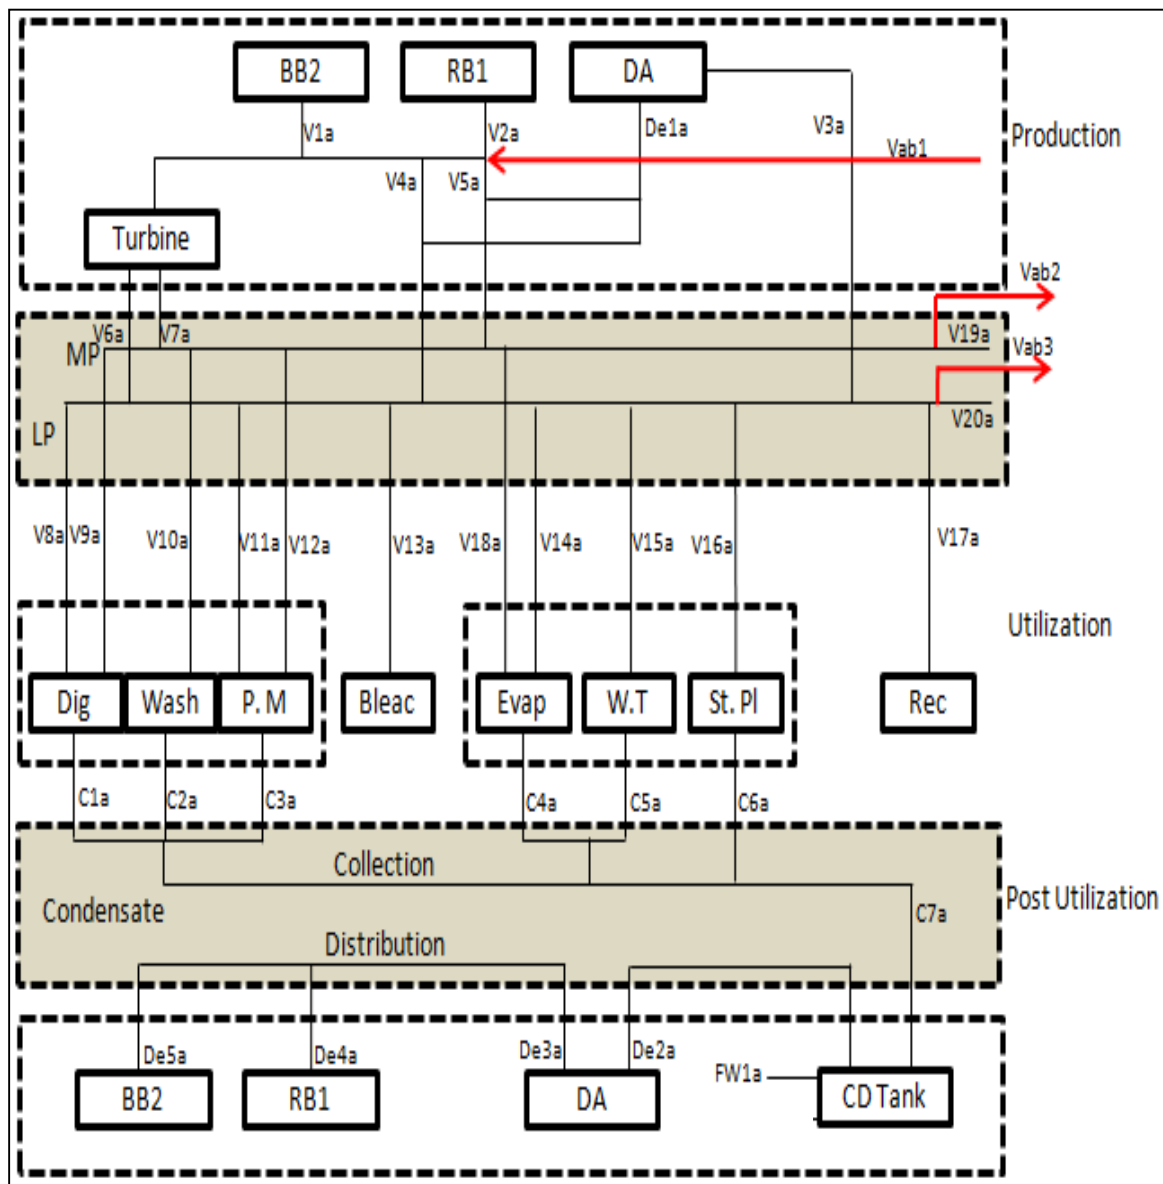 BB2 RB1 DA
V1a V2a De1a V3a Vab1 Production
V4a V5a
Turbine
Vab2
V6a V7a V19a
MP Vab3
V20a
LP
V8a V9a V10a V11a V12a V13a V18a V14a V15a V16a V17a
Utilization
Dig Wash P. M Bleac Evap W.T St. Pl Rec
C1a C2a C3a C4a C5a C6a
Collection
Condensate C7a Post Utilization
Distribution
De5a De4a De3a De2a
FW1a
BB2 RB1 DA CD Tank